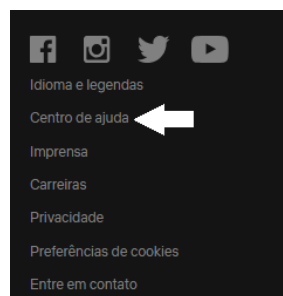 Idioma e legendas
Centro de ajuda
Imprensa
Carreiras
Privacidade
Preferências de cookies
Entre em contato